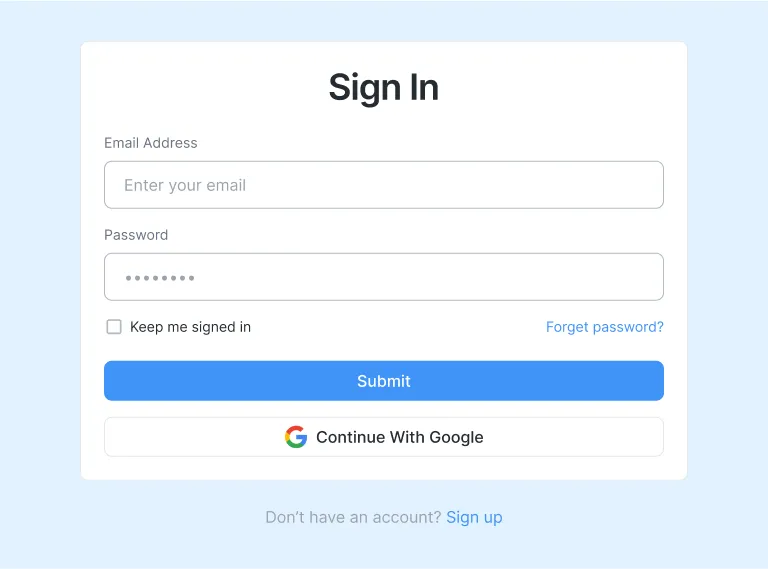 Sign In
Email Address
Enter your email
Password
••••••••
Keep me signed in
Forget password?
Submit
Continue With Google
Don't have an account? Sign up